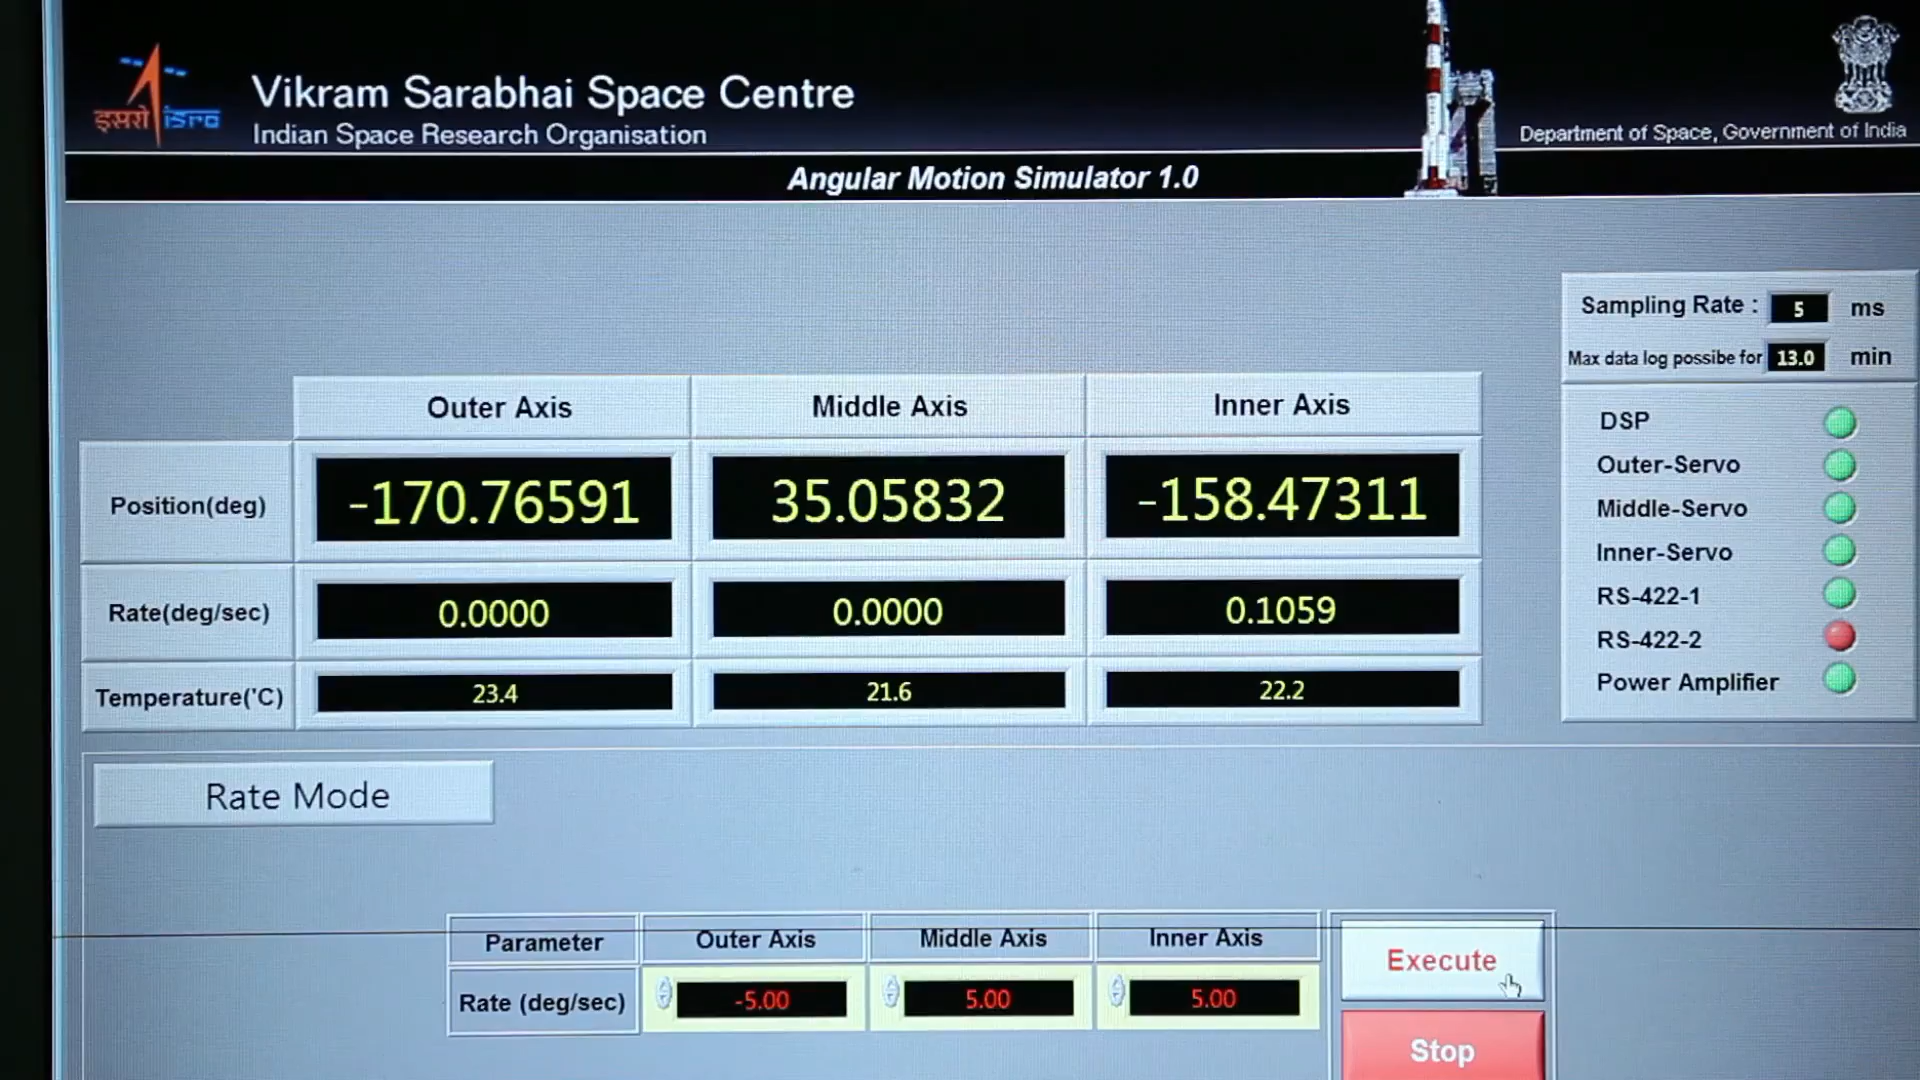 इसरो isro
Vikram Sarabhai Space Centre
Indian Space Research Organisation
Department of Space, Government of India
Angular Motion Simulator 1.0
Sampling Rate : 5 ms
Max data log possibe for 13.0 min
Outer Axis Middle Axis Inner Axis
Position(deg) -170.76591 35.05832 -158.47311
Rate(deg/sec) 0.0000 0.0000 0.1059
Temperature('C) 23.4 21.6 22.2
DSP
Outer-Servo
Middle-Servo
Inner-Servo
RS-422-1
RS-422-2
Power Amplifier
Rate Mode
Parameter Outer Axis Middle Axis Inner Axis
Rate (deg/sec) -5.00 5.00 5.00
Execute
Stop